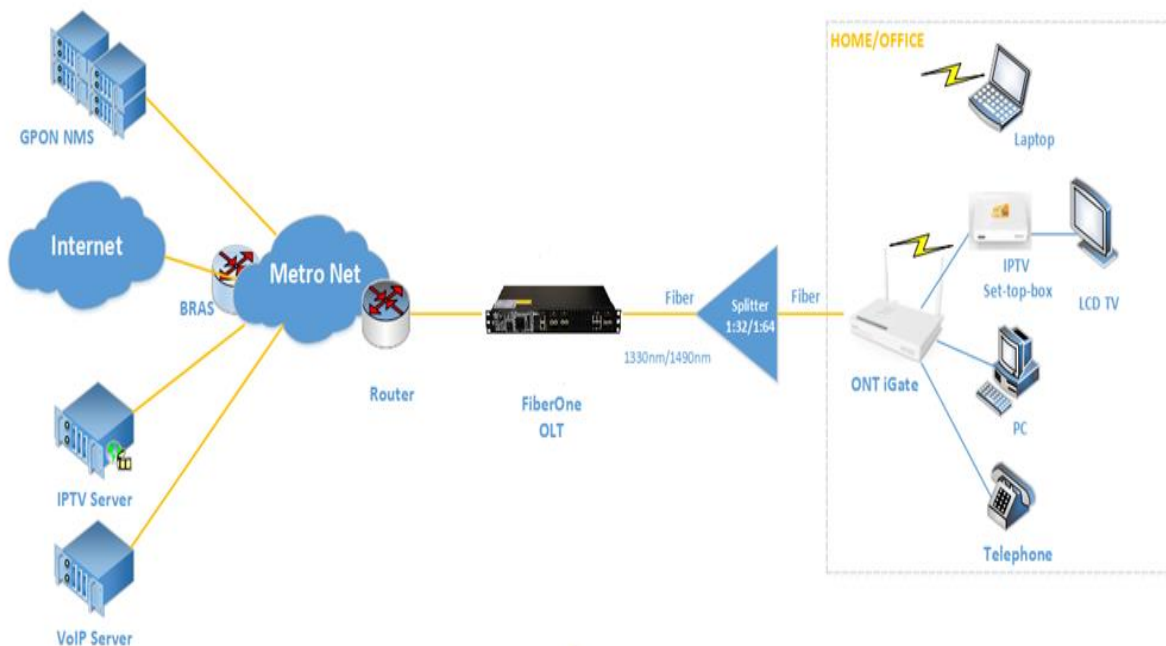 HOME/OFFICE
GPON NMS
Laptop
Internet
Metro Net
BRAS
IPTV
Set-top-box
LCD TV
Fiber
Splitter
1:32/1:64
Fiber
1330nm/1490nm
Router
FiberOne
OLT
ONT iGate
PC
IPTV Server
Telephone
VoIP Server